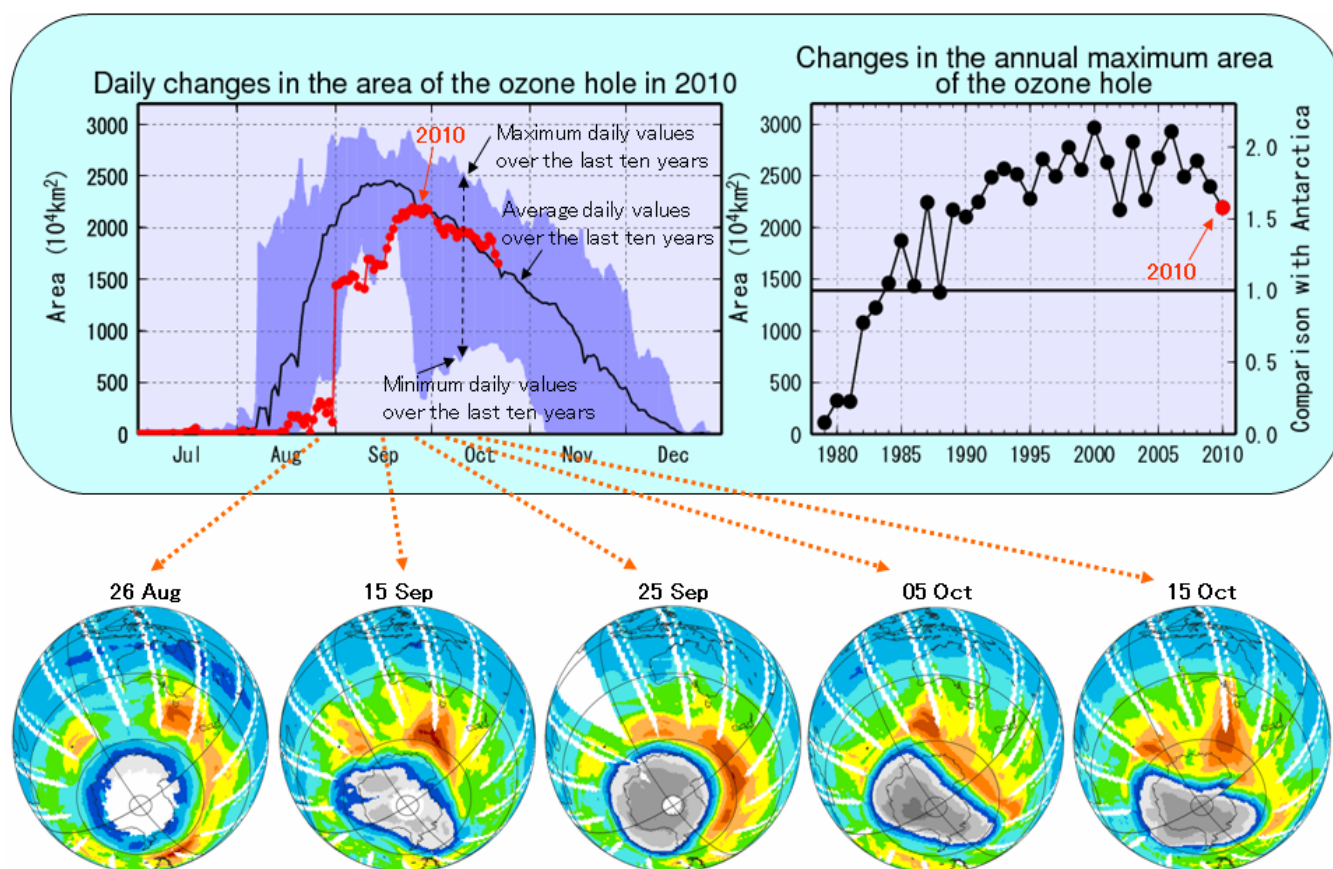 Daily changes in the area of the ozone hole in 2010
Area (10⁴km²)
3000
2500
2000
1500
1000
500
0
Jul
Aug
Sep
Oct
Nov
Dec
2010
Maximum daily values
over the last ten years
Average daily values
over the last ten years
Minimum daily values
over the last ten years
Changes in the annual maximum area
of the ozone hole
Area (10⁴km²)
3000
2500
2000
1500
1000
500
0
1980
1985
1990
1995
2000
2005
2010
2010
2.0
1.5
1.0
0.5
0.0
Comparison with Antarctica
26 Aug
15 Sep
25 Sep
05 Oct
15 Oct